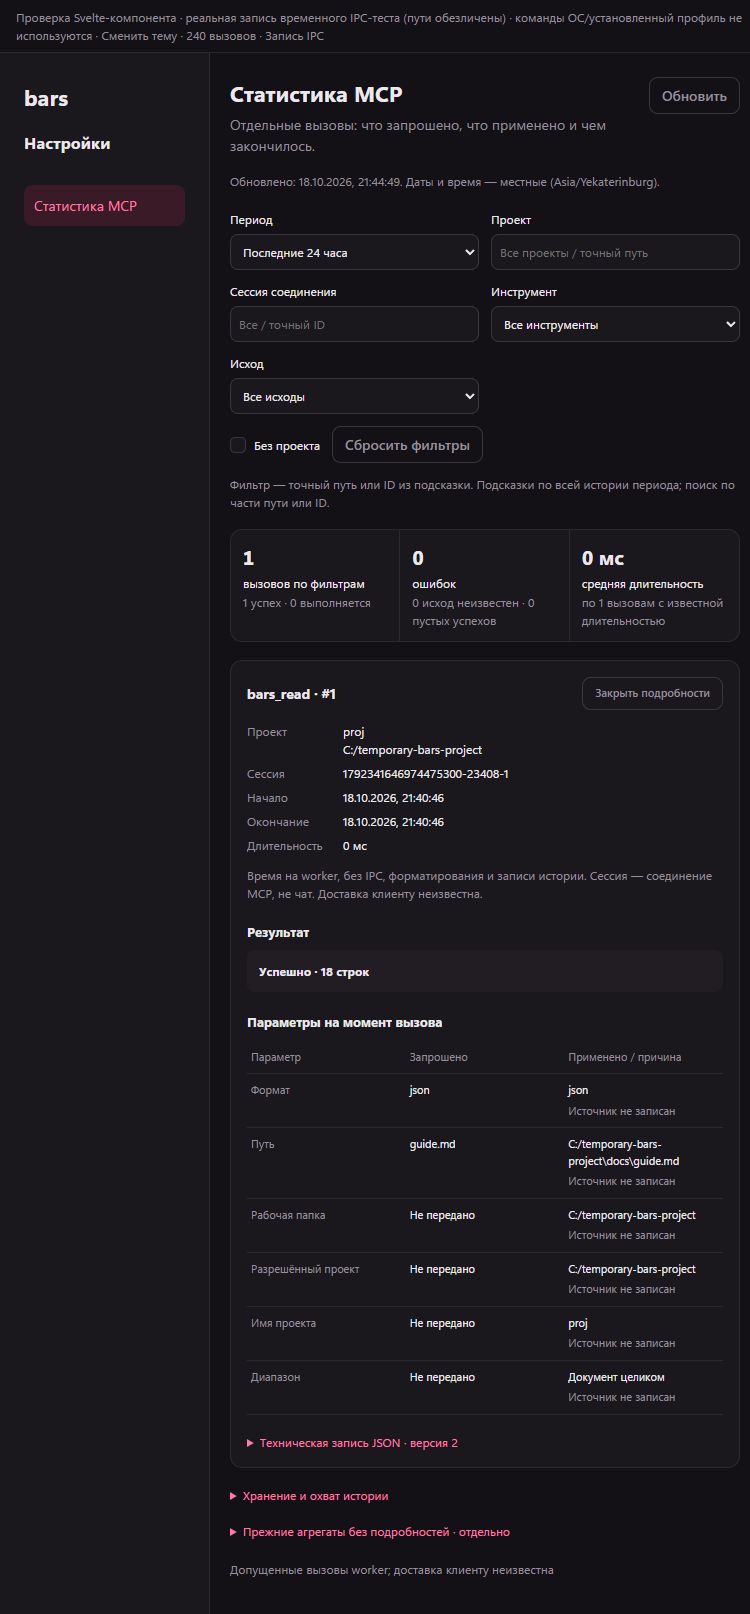 Проверка Svelte-компонента · реальная запись временного IPC-теста (пути обезличены) · команды ОС/установленный профиль не
используются · Сменить тему · 240 вызовов · Запись IPC
bars
Настройки
Статистика MCP
Статистика MCP
Обновить
Отдельные вызовы: что запрошено, что применено и чем
закончилось.
Обновлено: 18.10.2026, 21:44:49. Даты и время — местные (Asia/Yekaterinburg).
Период
Проект
Последние 24 часа
Все проекты / точный путь
Сессия соединения
Инструмент
Все / точный ID
Все инструменты
Исход
Все исходы
Без проекта
Сбросить фильтры
Фильтр — точный путь или ID из подсказки. Подсказки по всей истории периода; поиск по
части пути или ID.
1
вызовов по фильтрам
1 успех · 0 выполняется
0
ошибок
0 исход неизвестен · 0
пустых успехов
0 мс
средняя длительность
по 1 вызовам с известной
длительностью
bars_read · #1
Закрыть подробности
Проект
proj
C:/temporary-bars-project
Сессия
1792341646974475300-23408-1
Начало
18.10.2026, 21:40:46
Окончание
18.10.2026, 21:40:46
Длительность
0 мс
Время на worker, без IPC, форматирования и записи истории. Сессия — соединение
MCP, не чат. Доставка клиенту неизвестна.
Результат
Успешно · 18 строк
Параметры на момент вызова
Параметр
Запрошено
Применено / причина
Формат
json
json
Источник не записан
Путь
guide.md
C:/temporary-bars-
project\docs\guide.md
Источник не записан
Рабочая папка
Не передано
C:/temporary-bars-project
Источник не записан
Разрешённый проект
Не передано
C:/temporary-bars-project
Источник не записан
Имя проекта
Не передано
proj
Источник не записан
Диапазон
Не передано
Документ целиком
Источник не записан
Техническая запись JSON · версия 2
Хранение и охват истории
Прежние агрегаты без подробностей · отдельно
Допущенные вызовы worker; доставка клиенту неизвестна